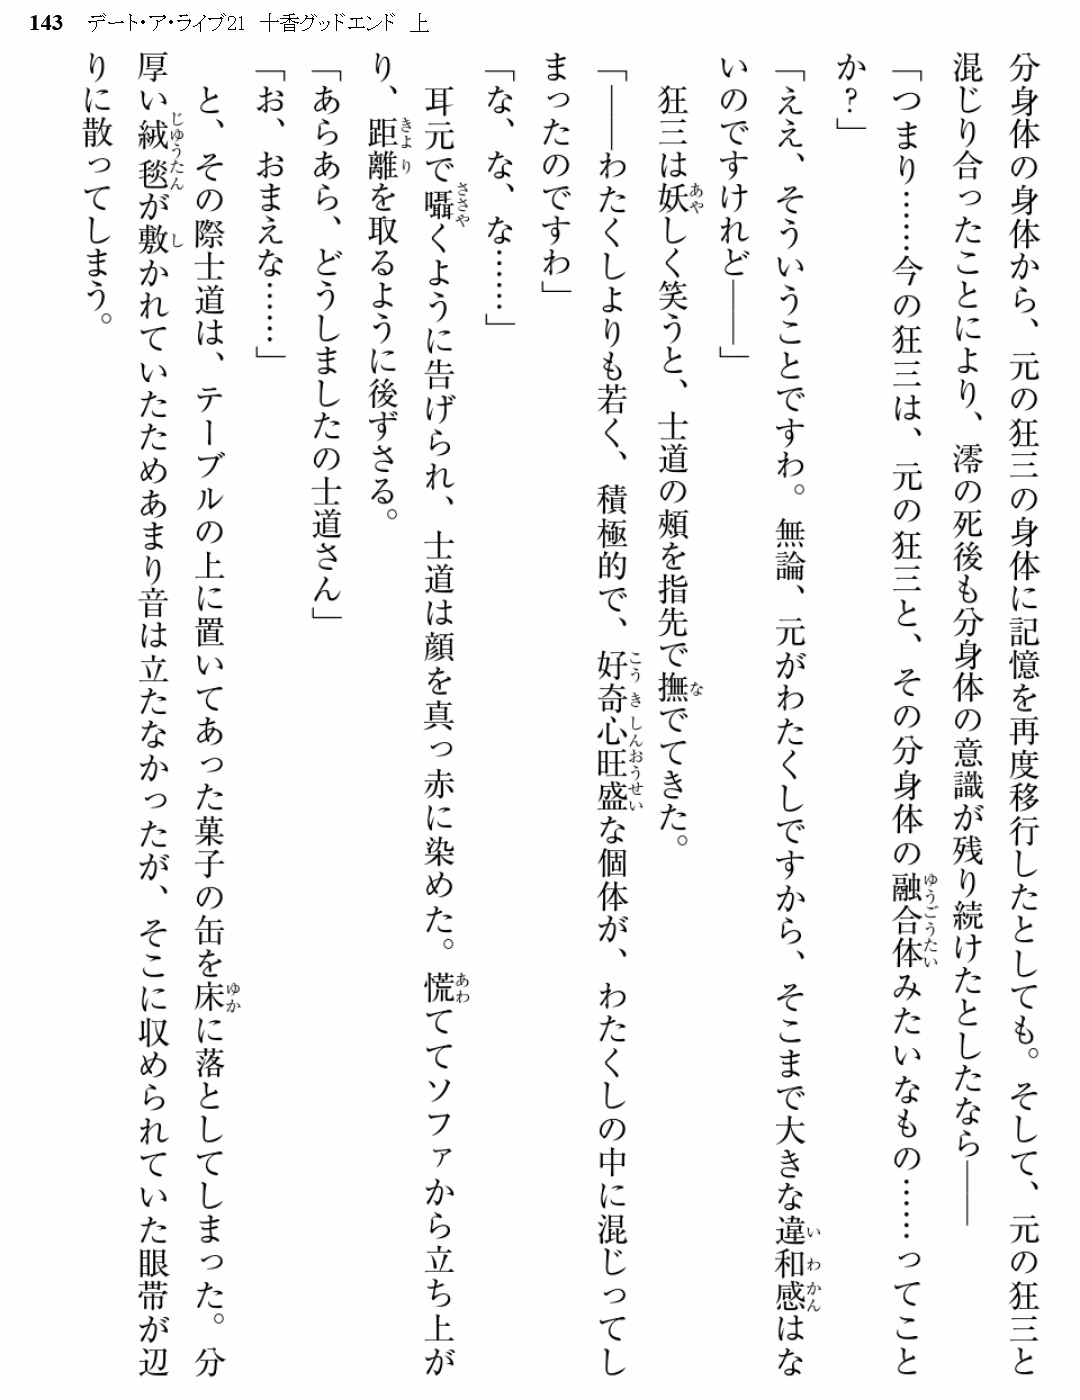 143 デート・ア・ライブ21 十香グッドエンド 上
分身体の身体から、元の狂三の身体に記憶を再度移行したとしても。そして、元の狂三と
混じり合ったことにより、澪の死後も分身体の意識が残り続けたとしたなら――
「つまり……今の狂三は、元の狂三と、その分身体の融合体みたいなもの……ってこと
か?」
「ええ、そういうことですわ。無論、元がわたくしですから、そこまで大きな違和感はな
いのですけれど――」
狂三は妖しく笑うと、士道の頰を指先で撫でてきた。
「――わたくしよりも若く、積極的で、好奇心旺盛な個体が、わたくしの中に混じってし
まったのですわ」
「な、な、な……」
耳元で囁くように告げられ、士道は顔を真っ赤に染めた。慌ててソファから立ち上が
り、距離を取るように後ずさる。
「あらあら、どうしましたの士道さん」
「お、おまえな……」
と、その際士道は、テーブルの上に置いてあった菓子の缶を床に落としてしまった。分
厚い絨毯が敷かれていたためあまり音は立たなかったが、そこに収められていた眼帯が辺
りに散ってしまう。